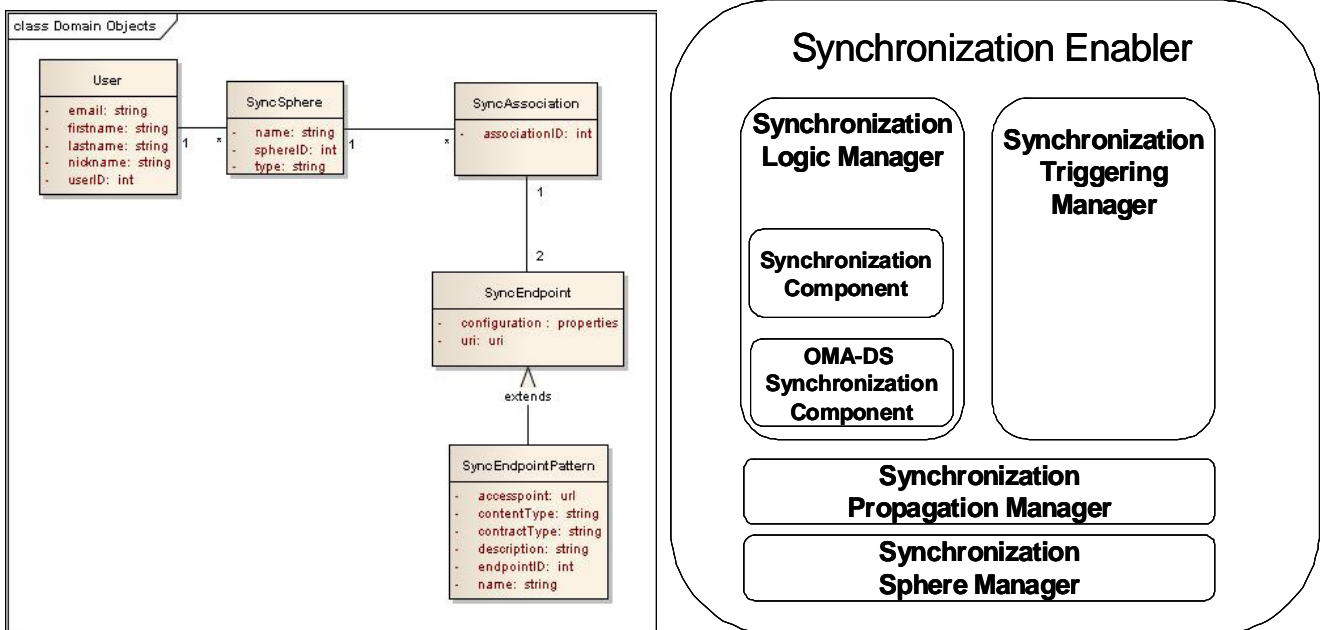 class Domain Objects
User
- email: string
- firstname: string
- lastname: string
- nickname: string
- userID: int
1
*
SyncSphere
- name: string
- sphereID: int
- type: string
1
*
SyncAssociation
- associationID: int
1
2
SyncEndpoint
- configuration : properties
- uri: uri
extends
SyncEndpointPattern
- accesspoint: url
- contentType: string
- contractType: string
- description: string
- endpointID: int
- name: string
Synchronization Enabler
Synchronization
Logic Manager
Synchronization
Component
OMA-DS
Synchronization
Component
Synchronization
Triggering
Manager
Synchronization
Propagation Manager
Synchronization
Sphere Manager